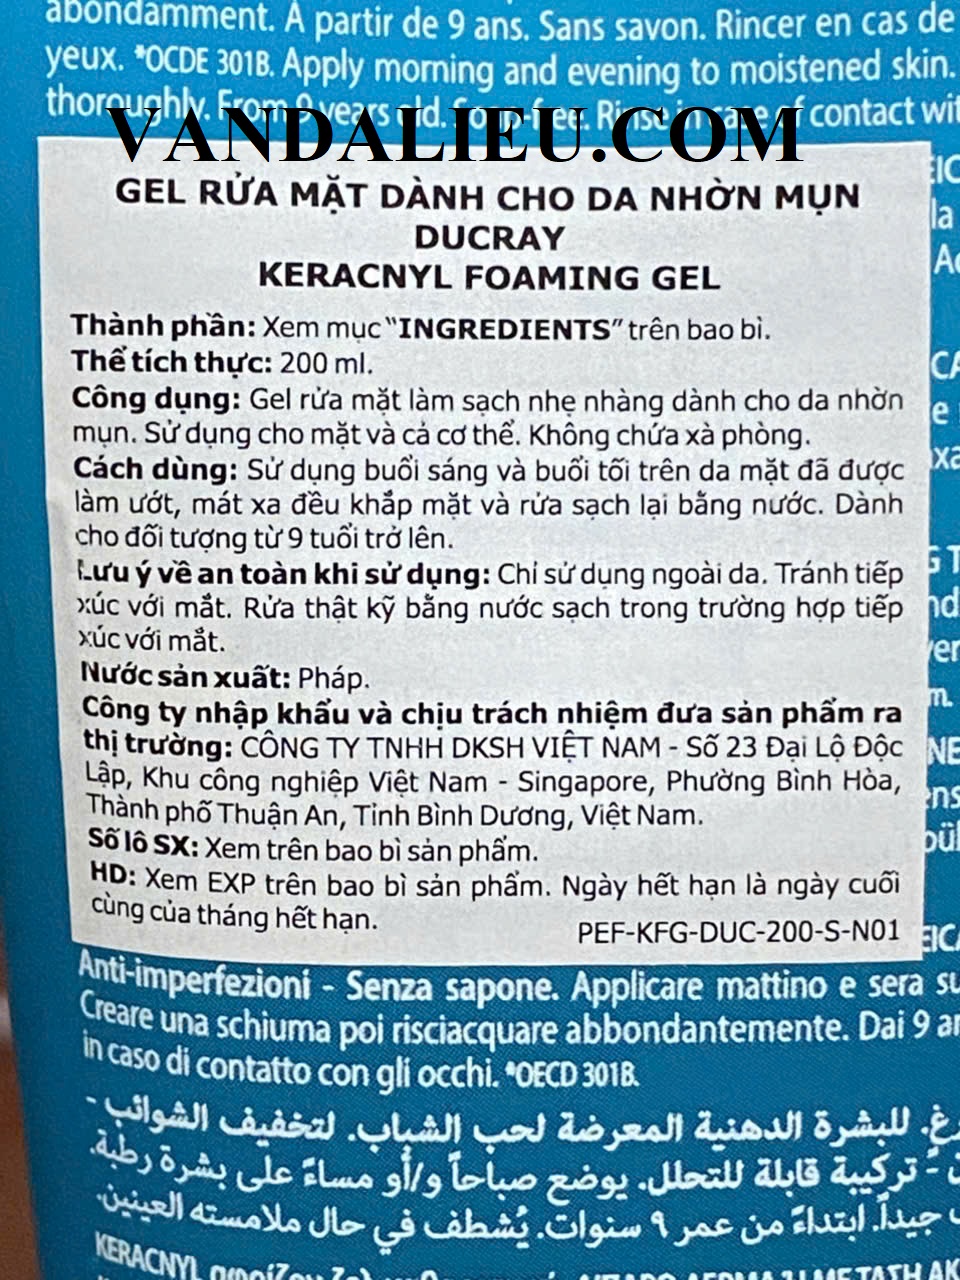 abondamment. À partir de 9 ans. Sans savon. Rincer en cas de
yeux. *OCDE 301B. Apply morning and evening to moistened skin.
thoroughly. From 9 years old. Soap-free. Rinse in case of contact wit
VANDALIEU.COM
GEL RỬA MẶT DÀNH CHO DA NHỜN MỤN
DUCRAY
KERACNYL FOAMING GEL
Thành phần: Xem mục "INGREDIENTS" trên bao bì.
Thể tích thực: 200 ml.
Công dụng: Gel rửa mặt làm sạch nhẹ nhàng dành cho da nhờn
mụn. Sử dụng cho mặt và cả cơ thể. Không chứa xà phòng.
Cách dùng: Sử dụng buổi sáng và buổi tối trên da mặt đã được
làm ướt, mát xa đều khắp mặt và rửa sạch lại bằng nước. Dành
cho đối tượng từ 9 tuổi trở lên.
Lưu ý về an toàn khi sử dụng: Chỉ sử dụng ngoài da. Tránh tiếp
xúc với mắt. Rửa thật kỹ bằng nước sạch trong trường hợp tiếp
xúc với mắt.
Nước sản xuất: Pháp.
Công ty nhập khẩu và chịu trách nhiệm đưa sản phẩm ra
thị trường: CÔNG TY TNHH DKSH VIỆT NAM - Số 23 Đại Lộ Độc
Lập, Khu công nghiệp Việt Nam - Singapore, Phường Bình Hòa,
Thành phố Thuận An, Tỉnh Bình Dương, Việt Nam.
Số lô SX: Xem trên bao bì sản phẩm.
HD: Xem EXP trên bao bì sản phẩm. Ngày hết hạn là ngày cuối
cùng của tháng hết hạn.
PEF-KFG-DUC-200-S-N01
Anti-imperfezioni - Senza sapone. Applicare mattino e sera su
Creare una schiuma poi risciacquare abbondantemente. Dai 9 an
in caso di contatto con gli occhi. *OECD 301B.
للبشرة الدهنية المعرضة لحب الشباب. لتخفيف الشوائب -
تركيبة قابلة للتحلل. يوضع صباحاً و/أو مساءً على بشرة رطبة.
جيداً. ابتداءً من عمر ٩ سنوات. يُشطف في حال ملامسته العينين.
KERACNYL